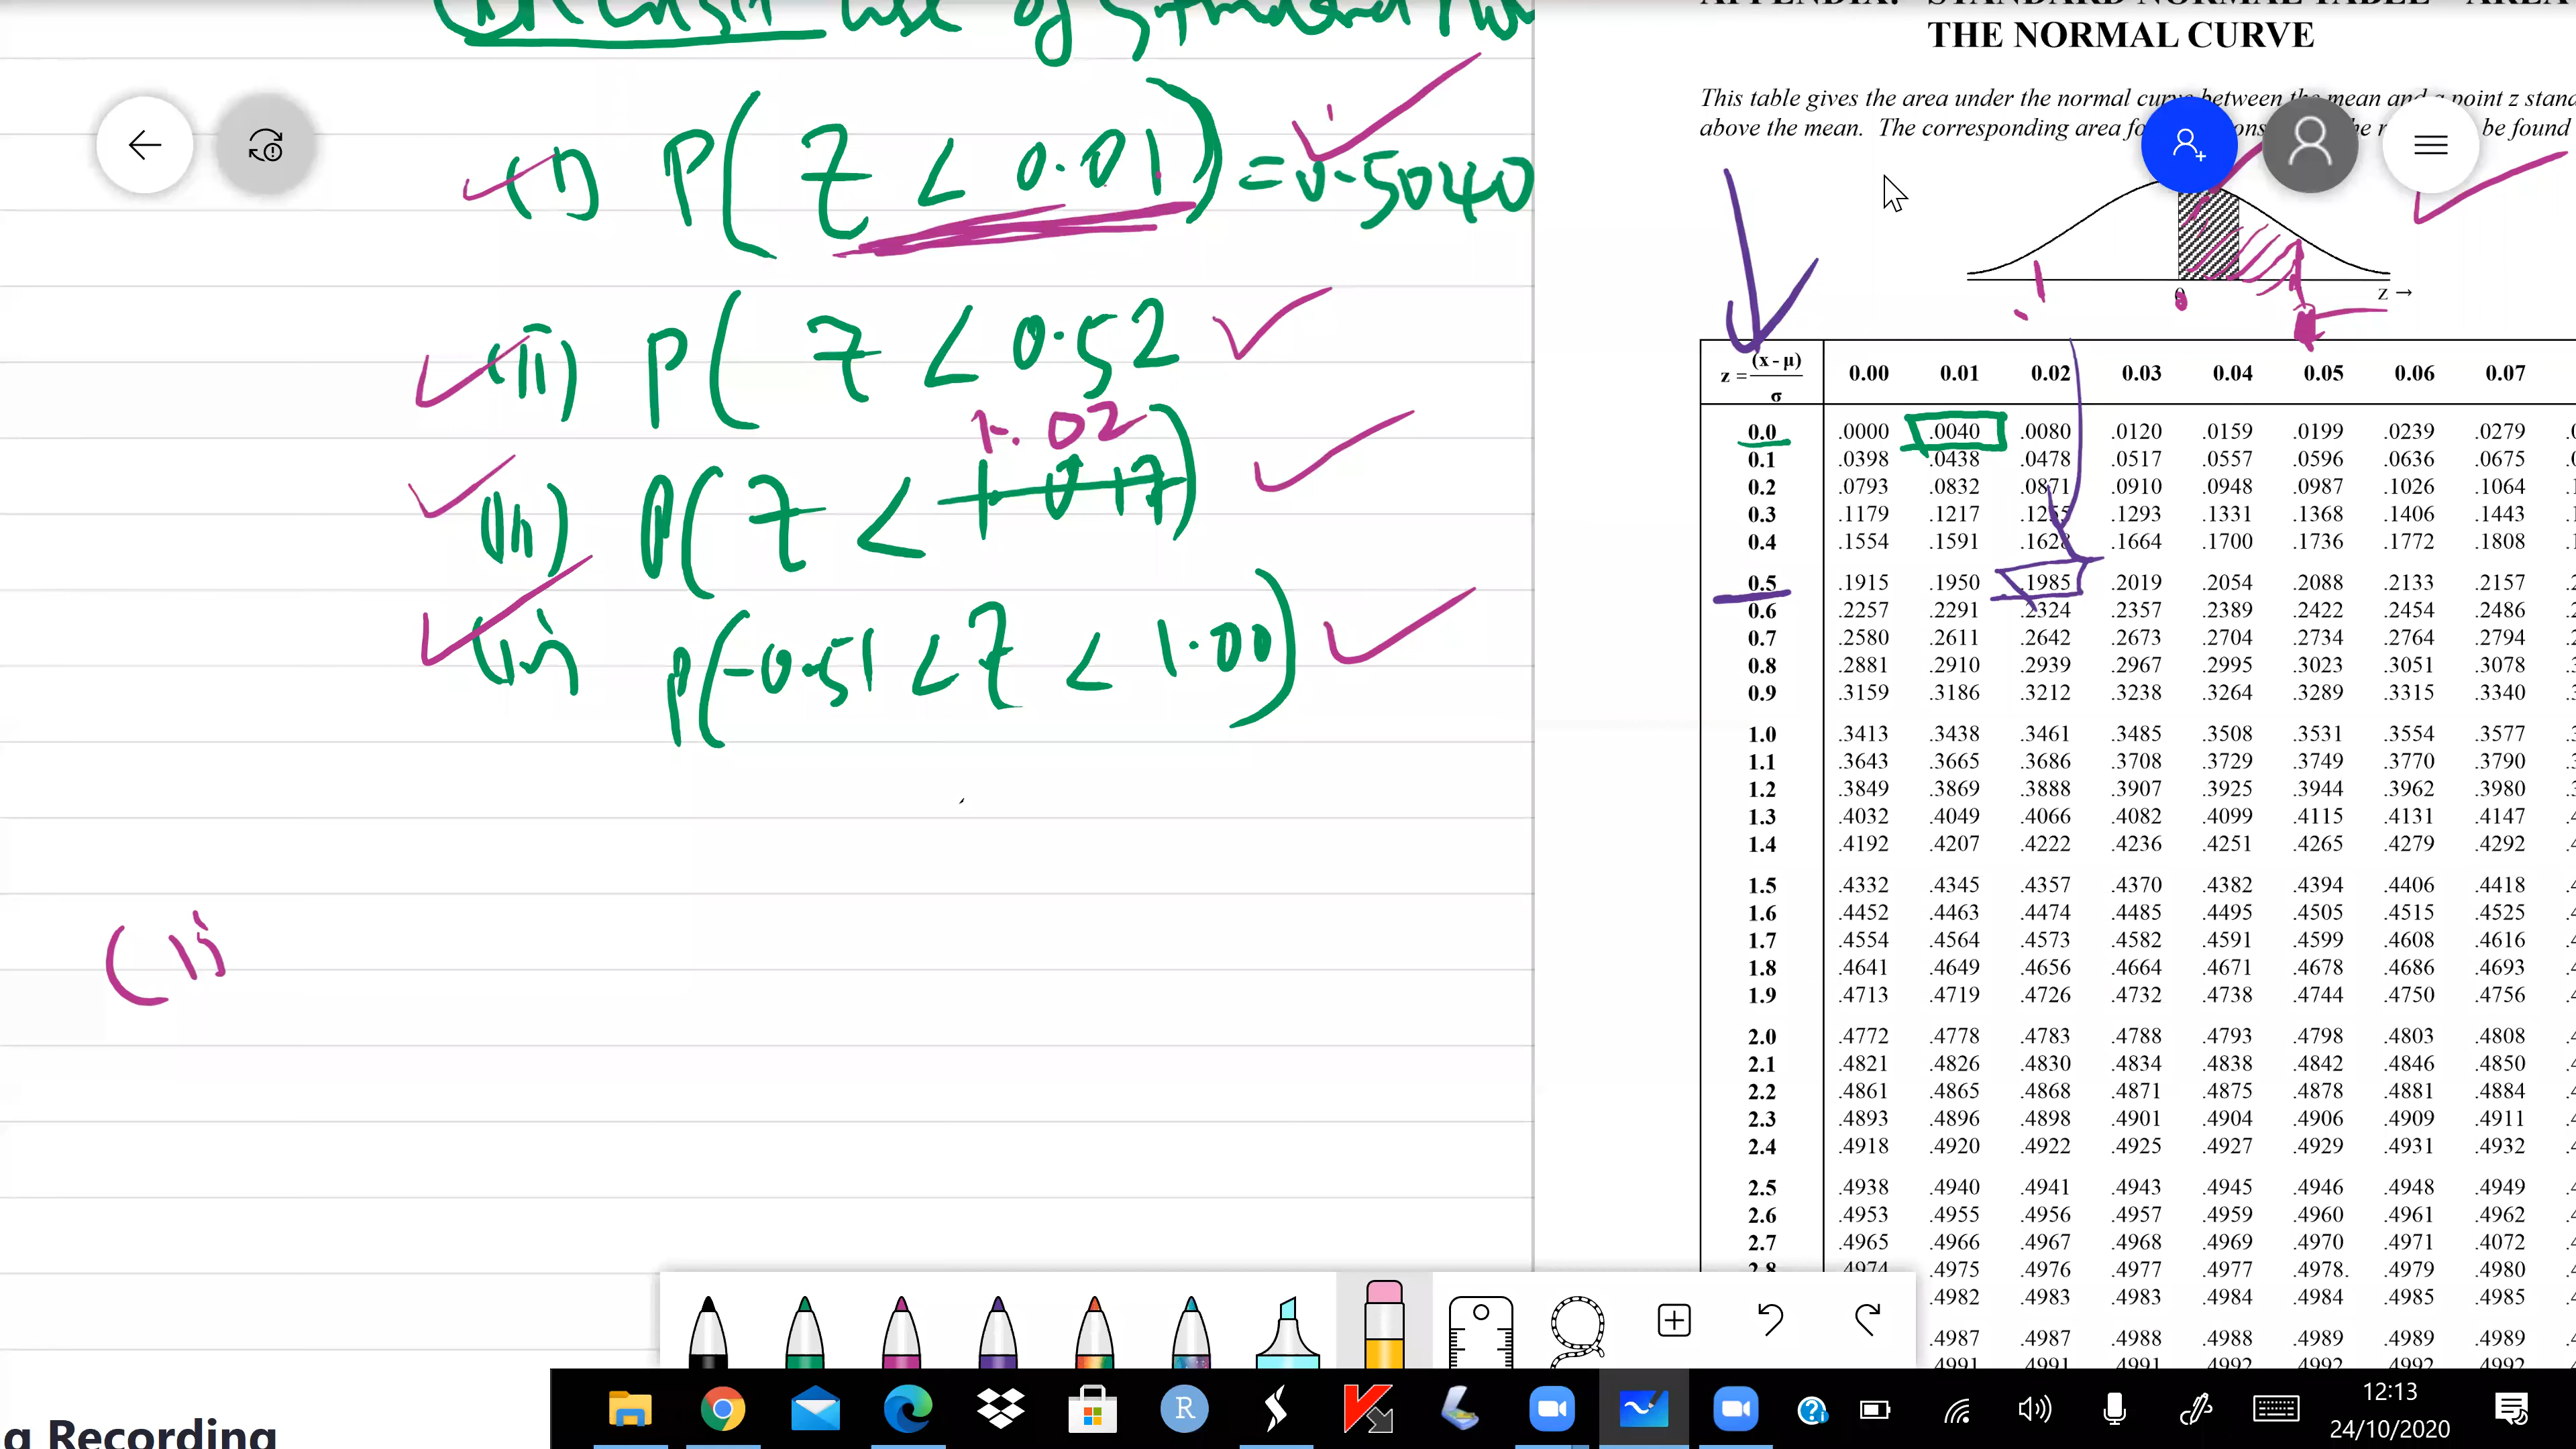 use of standard
(i) P( Z < 0.01 ) = 0.5040
(ii) P( Z < 0.52
1.02
P( Z <
P(-0.51 < Z < 1.00)
(ii
THE NORMAL CURVE
This table gives the area under the normal curve between the mean and a point z stand
above the mean. The corresponding area fo be found
0
z →
z = (x - μ) 0.00 0.01 0.02 0.03 0.04 0.05 0.06 0.07
σ
0.0 .0000 .0040 .0080 .0120 .0159 .0199 .0239 .0279
0.1 .0398 .0438 .0478 .0517 .0557 .0596 .0636 .0675
0.2 .0793 .0832 .0871 .0910 .0948 .0987 .1026 .1064
0.3 .1179 .1217 .1255 .1293 .1331 .1368 .1406 .1443
0.4 .1554 .1591 .1628 .1664 .1700 .1736 .1772 .1808
0.5 .1915 .1950 .1985 .2019 .2054 .2088 .2133 .2157
0.6 .2257 .2291 .2324 .2357 .2389 .2422 .2454 .2486
0.7 .2580 .2611 .2642 .2673 .2704 .2734 .2764 .2794
0.8 .2881 .2910 .2939 .2967 .2995 .3023 .3051 .3078
0.9 .3159 .3186 .3212 .3238 .3264 .3289 .3315 .3340
1.0 .3413 .3438 .3461 .3485 .3508 .3531 .3554 .3577
1.1 .3643 .3665 .3686 .3708 .3729 .3749 .3770 .3790
1.2 .3849 .3869 .3888 .3907 .3925 .3944 .3962 .3980
1.3 .4032 .4049 .4066 .4082 .4099 .4115 .4131 .4147
1.4 .4192 .4207 .4222 .4236 .4251 .4265 .4279 .4292
1.5 .4332 .4345 .4357 .4370 .4382 .4394 .4406 .4418
1.6 .4452 .4463 .4474 .4485 .4495 .4505 .4515 .4525
1.7 .4554 .4564 .4573 .4582 .4591 .4599 .4608 .4616
1.8 .4641 .4649 .4656 .4664 .4671 .4678 .4686 .4693
1.9 .4713 .4719 .4726 .4732 .4738 .4744 .4750 .4756
2.0 .4772 .4778 .4783 .4788 .4793 .4798 .4803 .4808
2.1 .4821 .4826 .4830 .4834 .4838 .4842 .4846 .4850
2.2 .4861 .4865 .4868 .4871 .4875 .4878 .4881 .4884
2.3 .4893 .4896 .4898 .4901 .4904 .4906 .4909 .4911
2.4 .4918 .4920 .4922 .4925 .4927 .4929 .4931 .4932
2.5 .4938 .4940 .4941 .4943 .4945 .4946 .4948 .4949
2.6 .4953 .4955 .4956 .4957 .4959 .4960 .4961 .4962
2.7 .4965 .4966 .4967 .4968 .4969 .4970 .4971 .4072
2.8 .4974 .4975 .4976 .4977 .4977 .4978. .4979 .4980
.4982 .4983 .4983 .4984 .4984 .4985 .4985
.4987 .4987 .4988 .4988 .4989 .4989 .4989
.4991 .4991 .4991 .4992 .4992 .4992 .4992
g Recording
R
12:13
24/10/2020